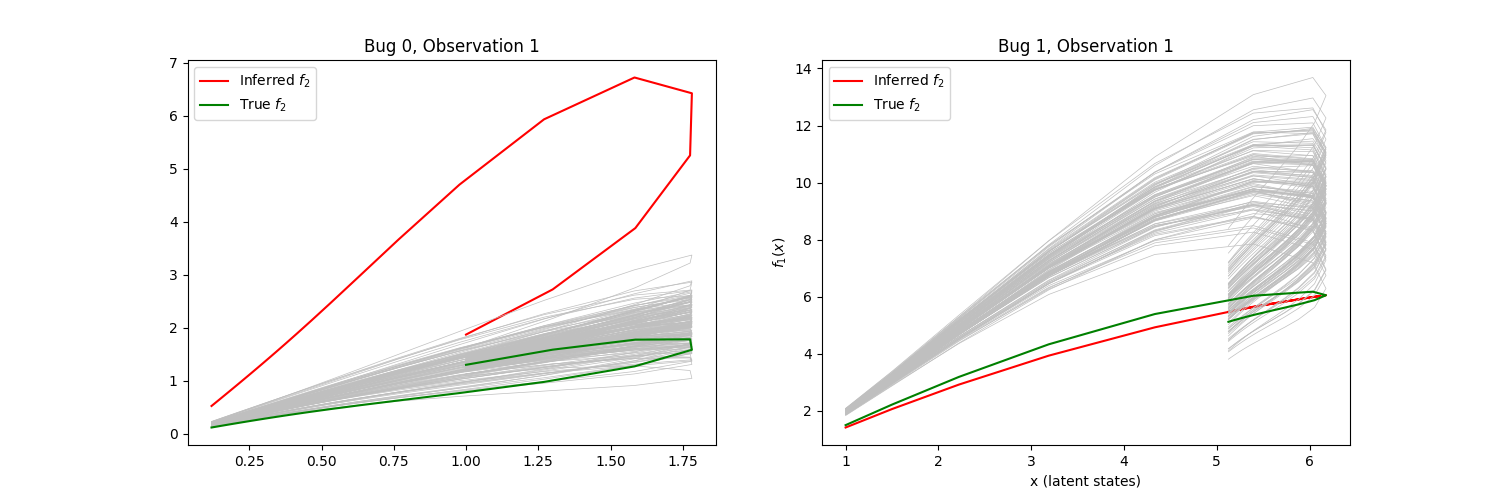 Bug 0, Observation 1
Inferred f₂
True f₂
7
6
5
4
3
2
1
0
0.25 0.50 0.75 1.00 1.25 1.50 1.75
Bug 1, Observation 1
Inferred f₂
True f₂
f₁(x)
14
12
10
8
6
4
2
1 2 3 4 5 6
x (latent states)